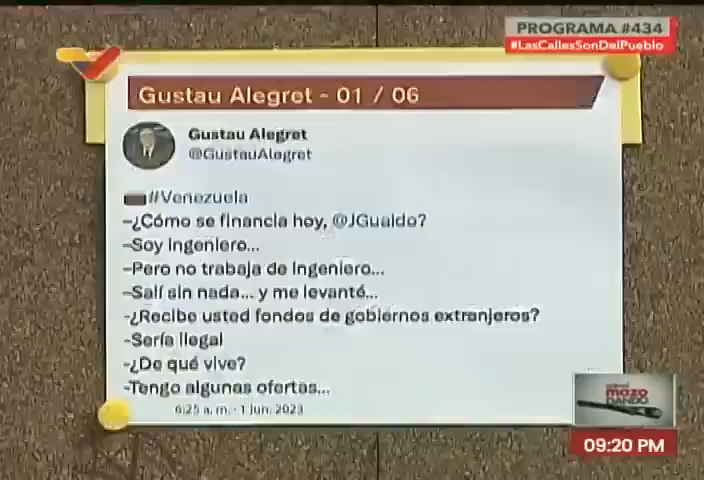 PROGRAMA #434
#LasCallesSonDelPueblo
Gustau Alegret - 01 / 06
Gustau Alegret
@GustauAlegret
#Venezuela
-¿Cómo se financia hoy, @JGuaido?
-Soy ingeniero...
-Pero no trabaja de ingeniero...
-Salí sin nada... y me levanté...
-¿Recibe usted fondos de gobiernos extranjeros?
-Sería ilegal
-¿De qué vive?
-Tengo algunas ofertas...
6:25 a. m. · 1 jun. 2023
mazo
DANDO
09:20 PM